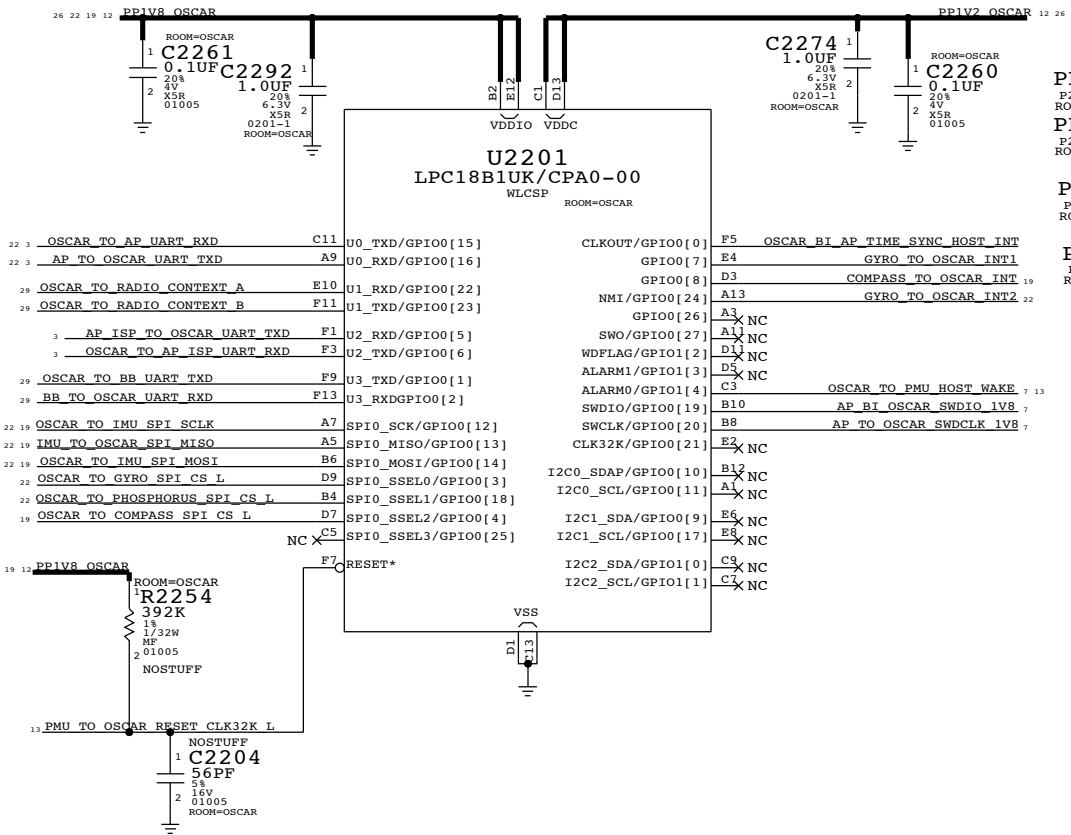 26 22 19 12 PP1V8_OSCAR
PP1V2_OSCAR 12 26
ROOM=OSCAR
1 C2261
0.1UF
20%
2 4V
X5R
01005
C2292 1
1.0UF
20%
6.3V 2
X5R
0201-1
ROOM=OSCAR
B2 E12
C1 D13
C2274 1
1.0UF
20%
6.3V 2
X5R
0201-1
ROOM=OSCAR
ROOM=OSCAR
1 C2260
0.1UF
20%
2 4V
X5R
01005
VDDIO VDDC
U2201
LPC18B1UK/CPA0-00
WLCSP
ROOM=OSCAR
22 3 OSCAR_TO_AP_UART_RXD C11 U0_TXD/GPIO0[15]
22 3 AP_TO_OSCAR_UART_TXD A9 U0_RXD/GPIO0[16]
29 OSCAR_TO_RADIO_CONTEXT_A E10 U1_RXD/GPIO0[22]
29 OSCAR_TO_RADIO_CONTEXT_B F11 U1_TXD/GPIO0[23]
3 AP_ISP_TO_OSCAR_UART_TXD F1 U2_RXD/GPIO0[5]
3 OSCAR_TO_AP_ISP_UART_RXD F3 U2_TXD/GPIO0[6]
29 OSCAR_TO_BB_UART_TXD F9 U3_TXD/GPIO0[1]
29 BB_TO_OSCAR_UART_RXD F13 U3_RXDGPIO0[2]
22 19 OSCAR_TO_IMU_SPI_SCLK A7 SPI0_SCK/GPIO0[12]
22 19 IMU_TO_OSCAR_SPI_MISO A5 SPI0_MISO/GPIO0[13]
22 19 OSCAR_TO_IMU_SPI_MOSI B6 SPI0_MOSI/GPIO0[14]
22 OSCAR_TO_GYRO_SPI_CS_L D9 SPI0_SSEL0/GPIO0[3]
22 OSCAR_TO_PHOSPHORUS_SPI_CS_L B4 SPI0_SSEL1/GPIO0[18]
19 OSCAR_TO_COMPASS_SPI_CS_L D7 SPI0_SSEL2/GPIO0[4]
NC C5 SPI0_SSEL3/GPIO0[25]
F7 RESET*
CLKOUT/GPIO0[0] F5 OSCAR_BI_AP_TIME_SYNC_HOST_INT
GPIO0[7] E4 GYRO_TO_OSCAR_INT1
GPIO0[8] D3 COMPASS_TO_OSCAR_INT 19
NMI/GPIO0[24] A13 GYRO_TO_OSCAR_INT2 22
GPIO0[26] A3 NC
SWO/GPIO0[27] A11 NC
WDFLAG/GPIO1[2] D11 NC
ALARM1/GPIO1[3] D5 NC
ALARM0/GPIO1[4] C3 OSCAR_TO_PMU_HOST_WAKE 7 13
SWDIO/GPIO0[19] B10 AP_BI_OSCAR_SWDIO_1V8 7
SWCLK/GPIO0[20] B8 AP_TO_OSCAR_SWDCLK_1V8 7
CLK32K/GPIO0[21] E2 NC
I2C0_SDAP/GPIO0[10] B12 NC
I2C0_SCL/GPIO0[11] A1 NC
I2C1_SDA/GPIO0[9] E6 NC
I2C1_SCL/GPIO0[17] E8 NC
I2C2_SDA/GPIO1[0] C9 NC
I2C2_SCL/GPIO1[1] C7 NC
VSS
D1 C13
19 12 PP1V8_OSCAR
ROOM=OSCAR
1 R2254
392K
1%
1/32W
MF
2 01005
NOSTUFF
13 PMU_TO_OSCAR_RESET_CLK32K_L
NOSTUFF
1 C2204
56PF
5%
2 16V
01005
ROOM=OSCAR